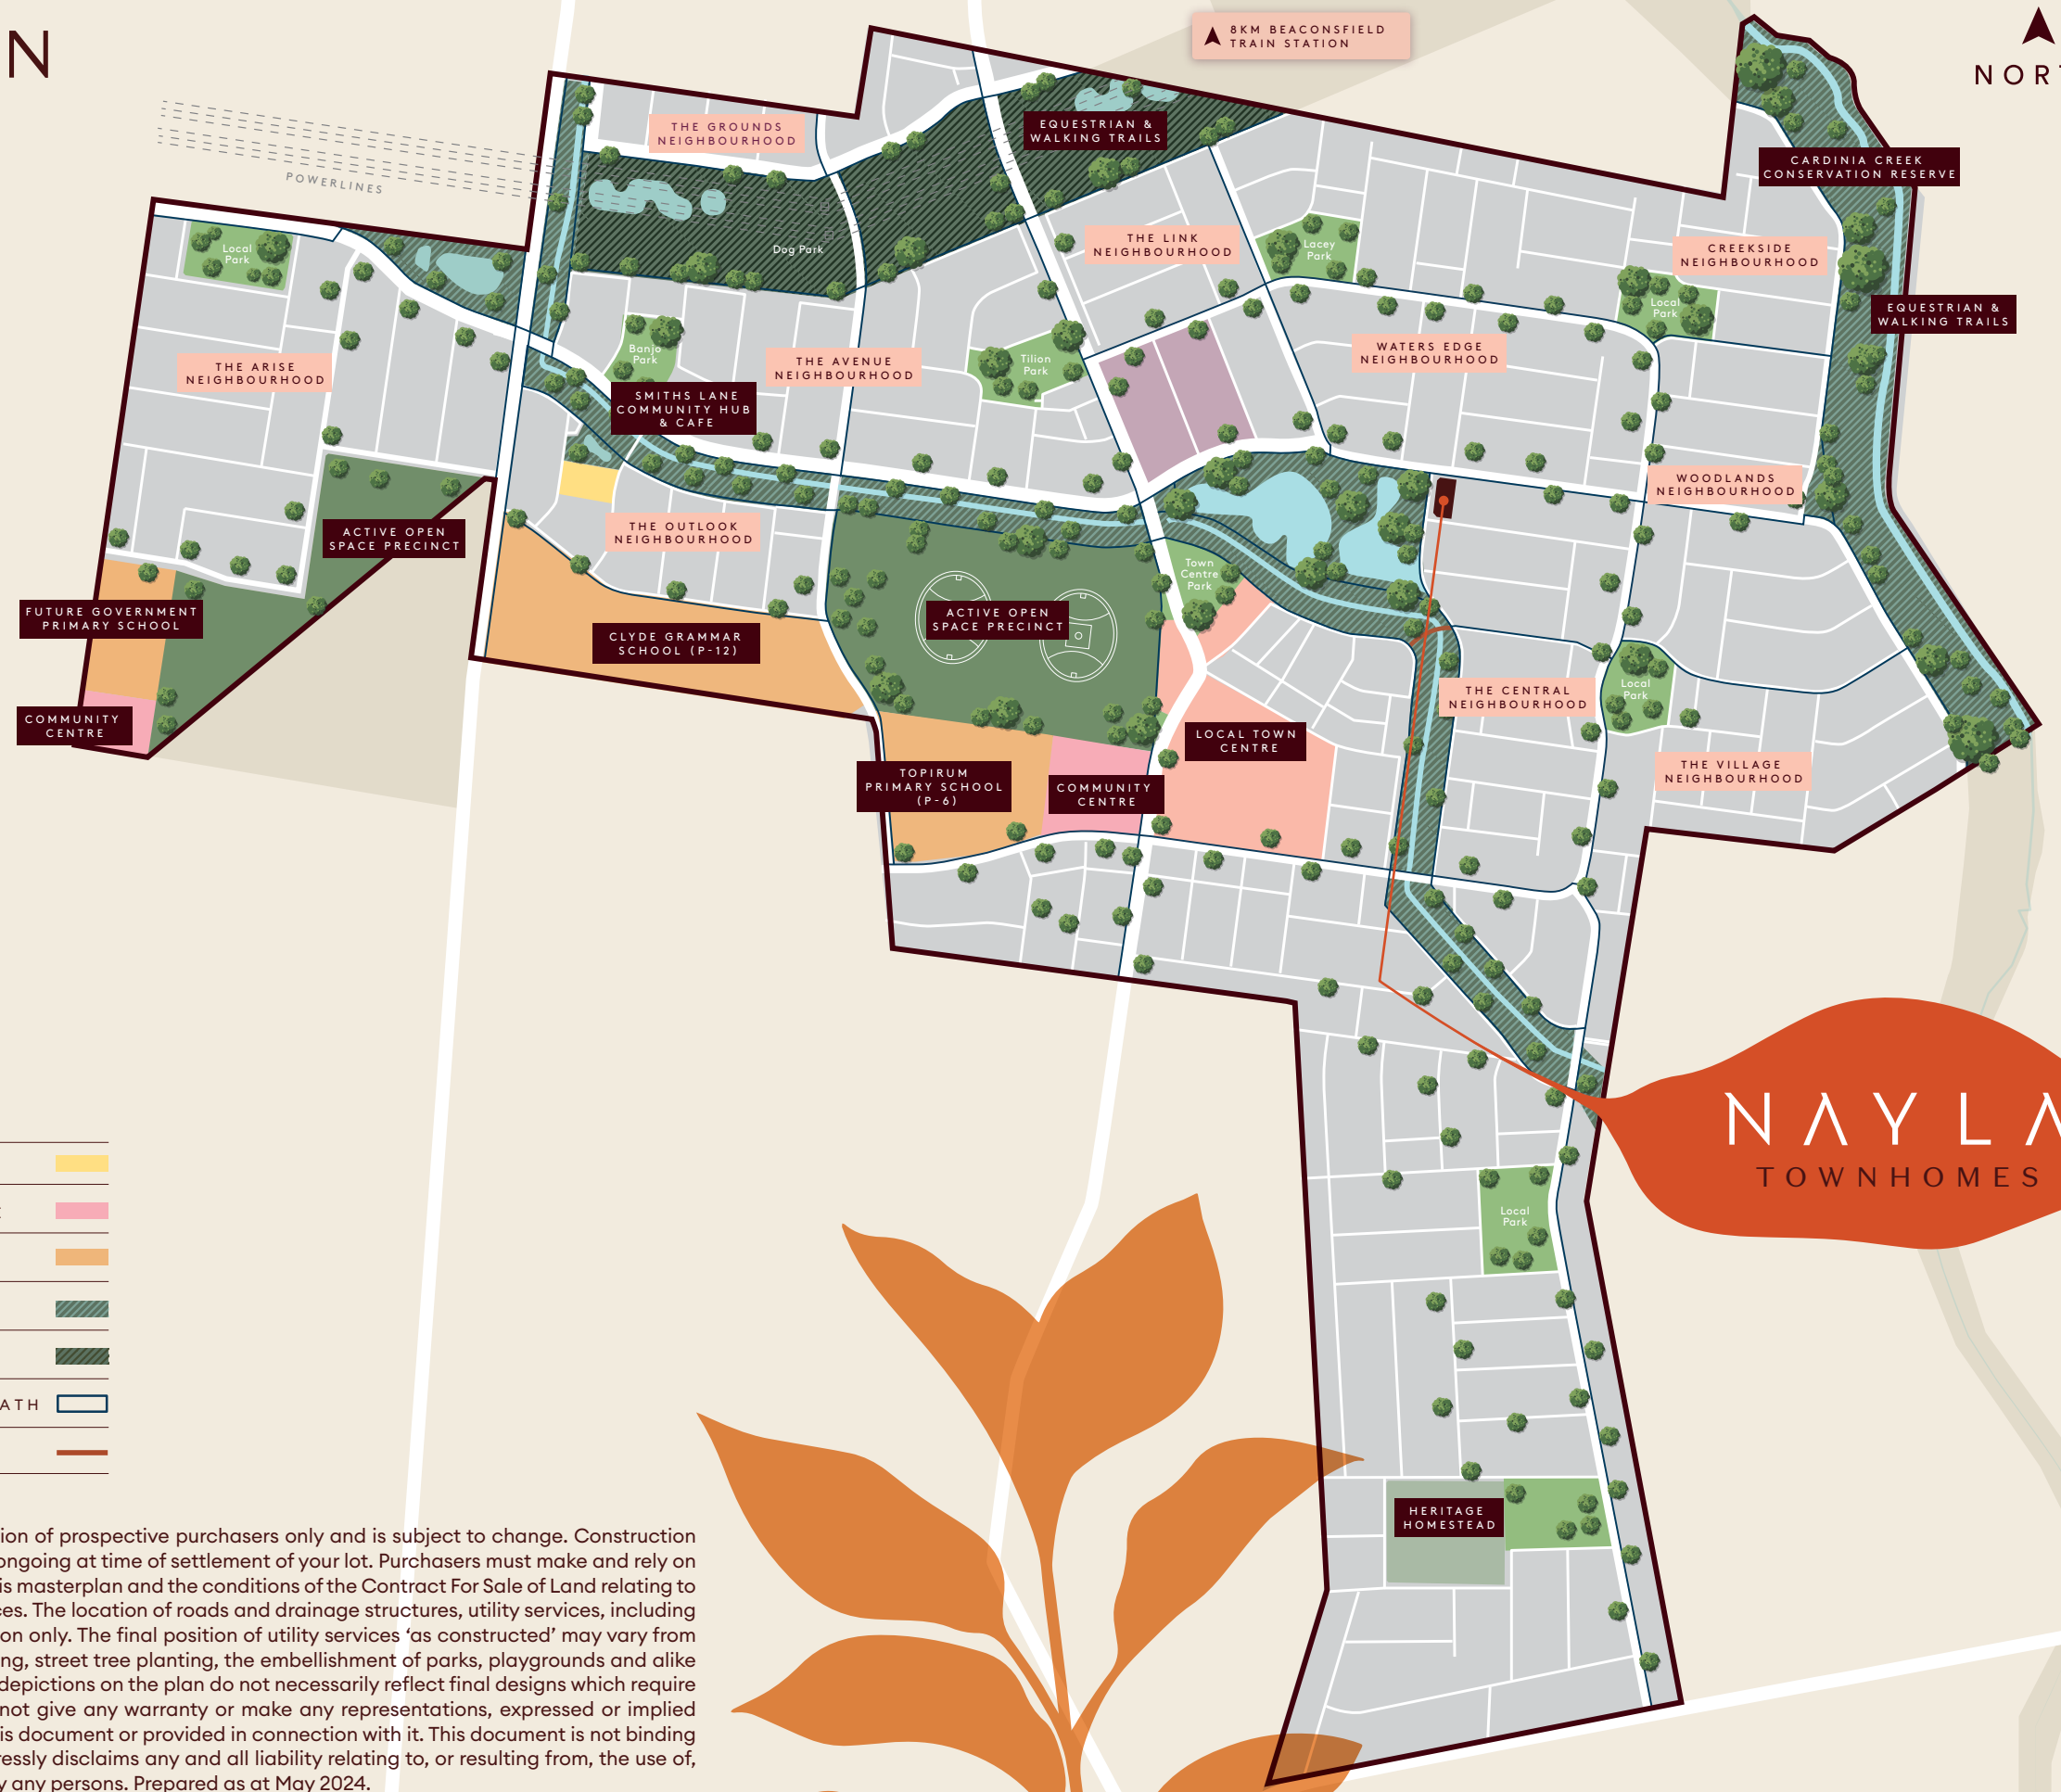 N
8KM BEACONSFIELD
TRAIN STATION
POWERLINES
THE GROUNDS
NEIGHBOURHOOD
EQUESTRIAN &
WALKING TRAILS
CARDINIA CREEK
CONSERVATION RESERVE
Local
Park
Dog Park
THE LINK
NEIGHBOURHOOD
Lacey
Park
CREEKSIDE
NEIGHBOURHOOD
Local
Park
EQUESTRIAN &
WALKING TRAILS
THE ARISE
NEIGHBOURHOOD
Banjo
Park
THE AVENUE
NEIGHBOURHOOD
Tilion
Park
WATERS EDGE
NEIGHBOURHOOD
SMITHS LANE
COMMUNITY HUB
& CAFE
WOODLANDS
NEIGHBOURHOOD
ACTIVE OPEN
SPACE PRECINCT
THE OUTLOOK
NEIGHBOURHOOD
Town
Centre
Park
FUTURE GOVERNMENT
PRIMARY SCHOOL
CLYDE GRAMMAR
SCHOOL (P-12)
ACTIVE OPEN
SPACE PRECINCT
THE CENTRAL
NEIGHBOURHOOD
Local
Park
COMMUNITY
CENTRE
LOCAL TOWN
CENTRE
THE VILLAGE
NEIGHBOURHOOD
TOPIRUM
PRIMARY SCHOOL
(P-6)
COMMUNITY
CENTRE
TOWNHOMES
Local
Park
HERITAGE
HOMESTEAD
ATH
ion of prospective purchasers only and is subject to change. Construction
ongoing at time of settlement of your lot. Purchasers must make and rely on
is masterplan and the conditions of the Contract For Sale of Land relating to
ces. The location of roads and drainage structures, utility services, including
on only. The final position of utility services ‘as constructed’ may vary from
ng, street tree planting, the embellishment of parks, playgrounds and alike
depictions on the plan do not necessarily reflect final designs which require
not give any warranty or make any representations, expressed or implied
is document or provided in connection with it. This document is not binding
ressly disclaims any and all liability relating to, or resulting from, the use of,
y any persons. Prepared as at May 2024.